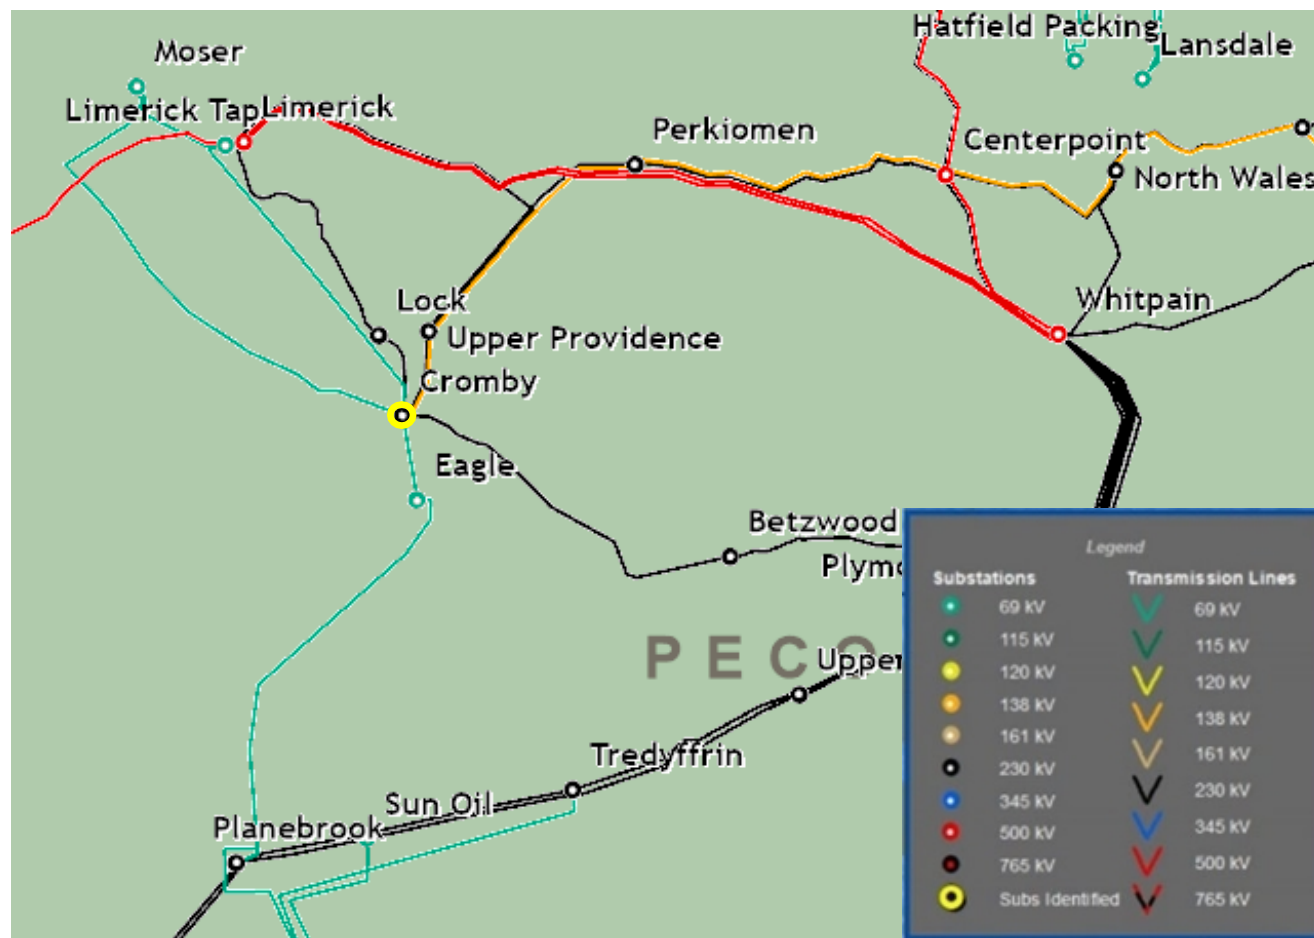 Hatfield Packing
Lansdale
Moser
Limerick Tap
Limerick
Perkiomen
Centerpoint
North Wales
Lock
Upper Providence
Whitpain
Cromby
Eagle
Betzwood
Plymo
PECO
Upper
Tredyffrin
Sun Oil
Planebrook
Legend
Substations Transmission Lines
69 kV 69 kV
115 kV 115 kV
120 kV 120 kV
138 kV 138 kV
161 kV 161 kV
230 kV 230 kV
345 kV 345 kV
500 kV 500 kV
765 kV 765 kV
Subs Identified